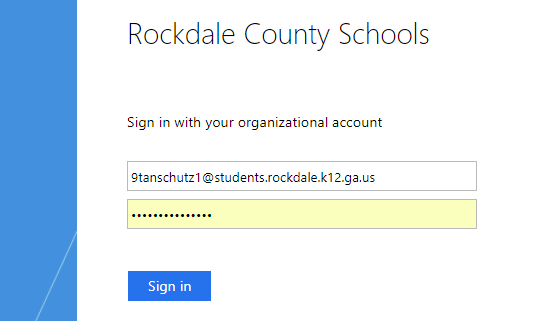 Rockdale County Schools
Sign in with your organizational account
9tanschutz1@students.rockdale.k12.ga.us
•••••••••••••••
Sign in